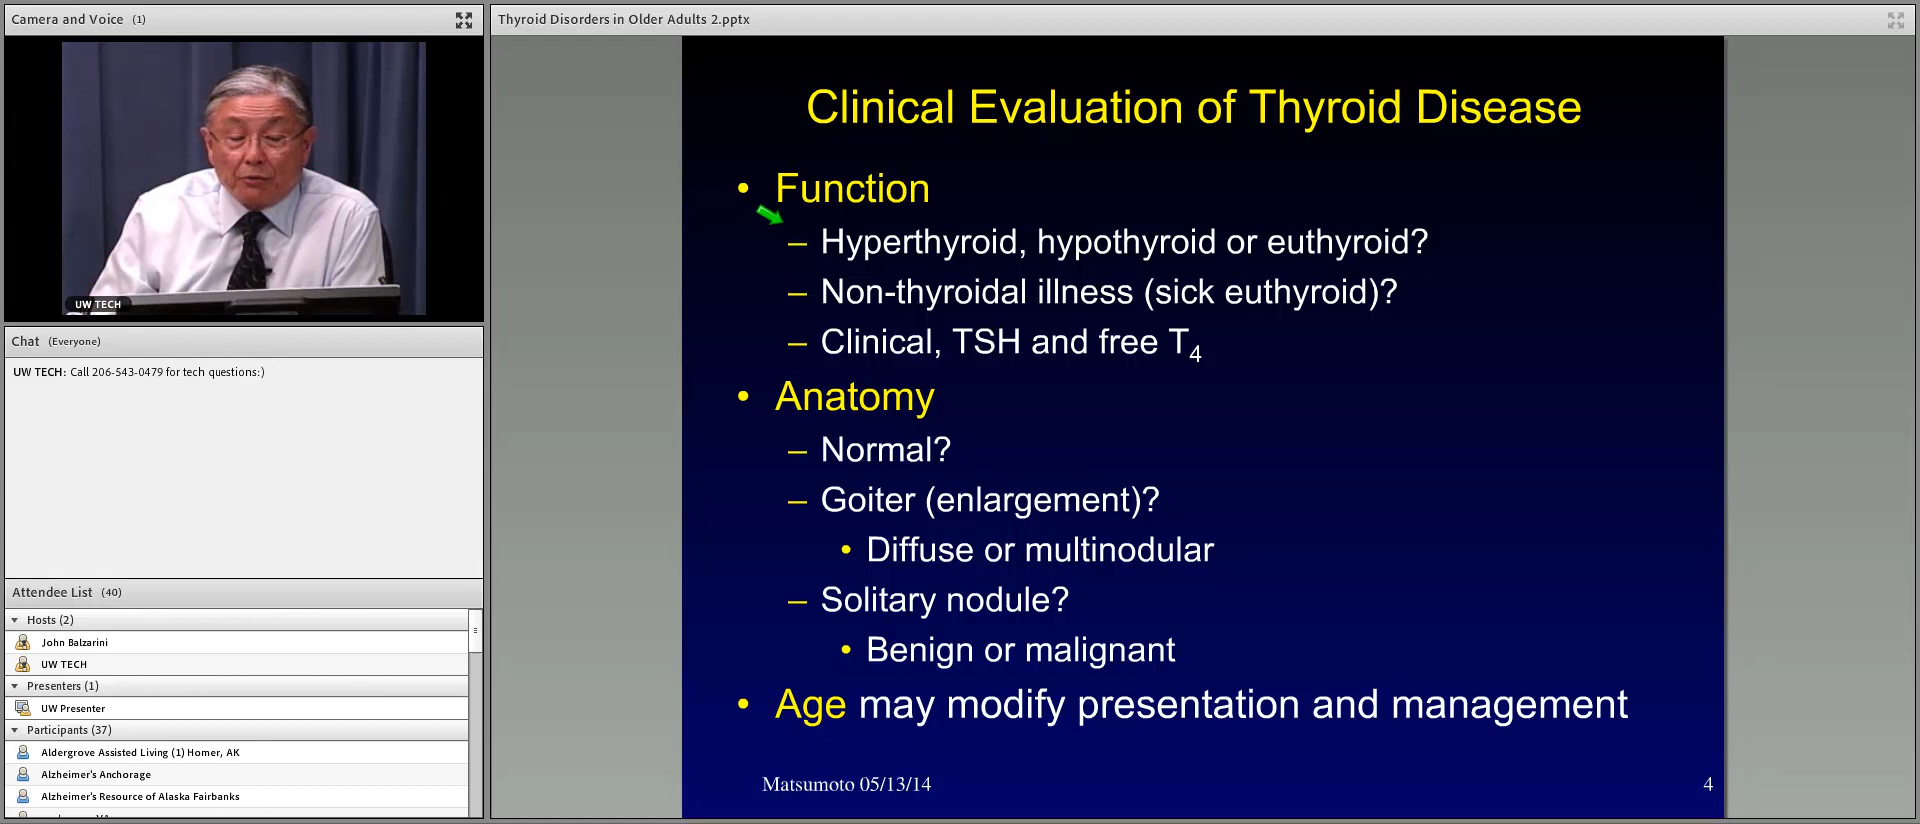 Camera and Voice (1)
UW TECH
Chat (Everyone)
UW TECH: Call 206-543-0479 for tech questions:)
Attendee List (40)
Hosts (2)
John Balzarini
UW TECH
Presenters (1)
UW Presenter
Participants (37)
Aldergrove Assisted Living (1) Homer, AK
Alzheimer's Anchorage
Alzheimer's Resource of Alaska Fairbanks
Thyroid Disorders in Older Adults 2.pptx
Clinical Evaluation of Thyroid Disease
• Function
– Hyperthyroid, hypothyroid or euthyroid?
– Non-thyroidal illness (sick euthyroid)?
– Clinical, TSH and free T₄
• Anatomy
– Normal?
– Goiter (enlargement)?
• Diffuse or multinodular
– Solitary nodule?
• Benign or malignant
• Age may modify presentation and management
Matsumoto 05/13/14
4